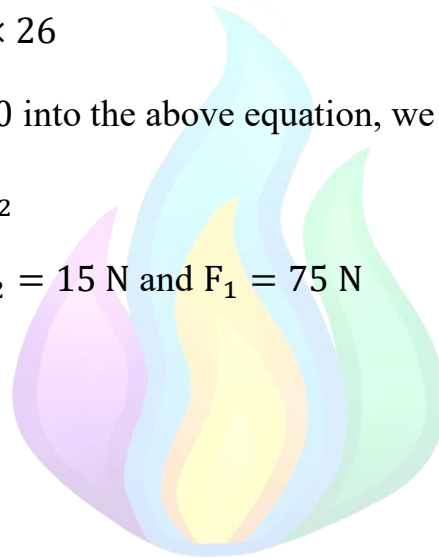 × 26
0 into the above equation, we
2
₂ = 15 N and F₁ = 75 N